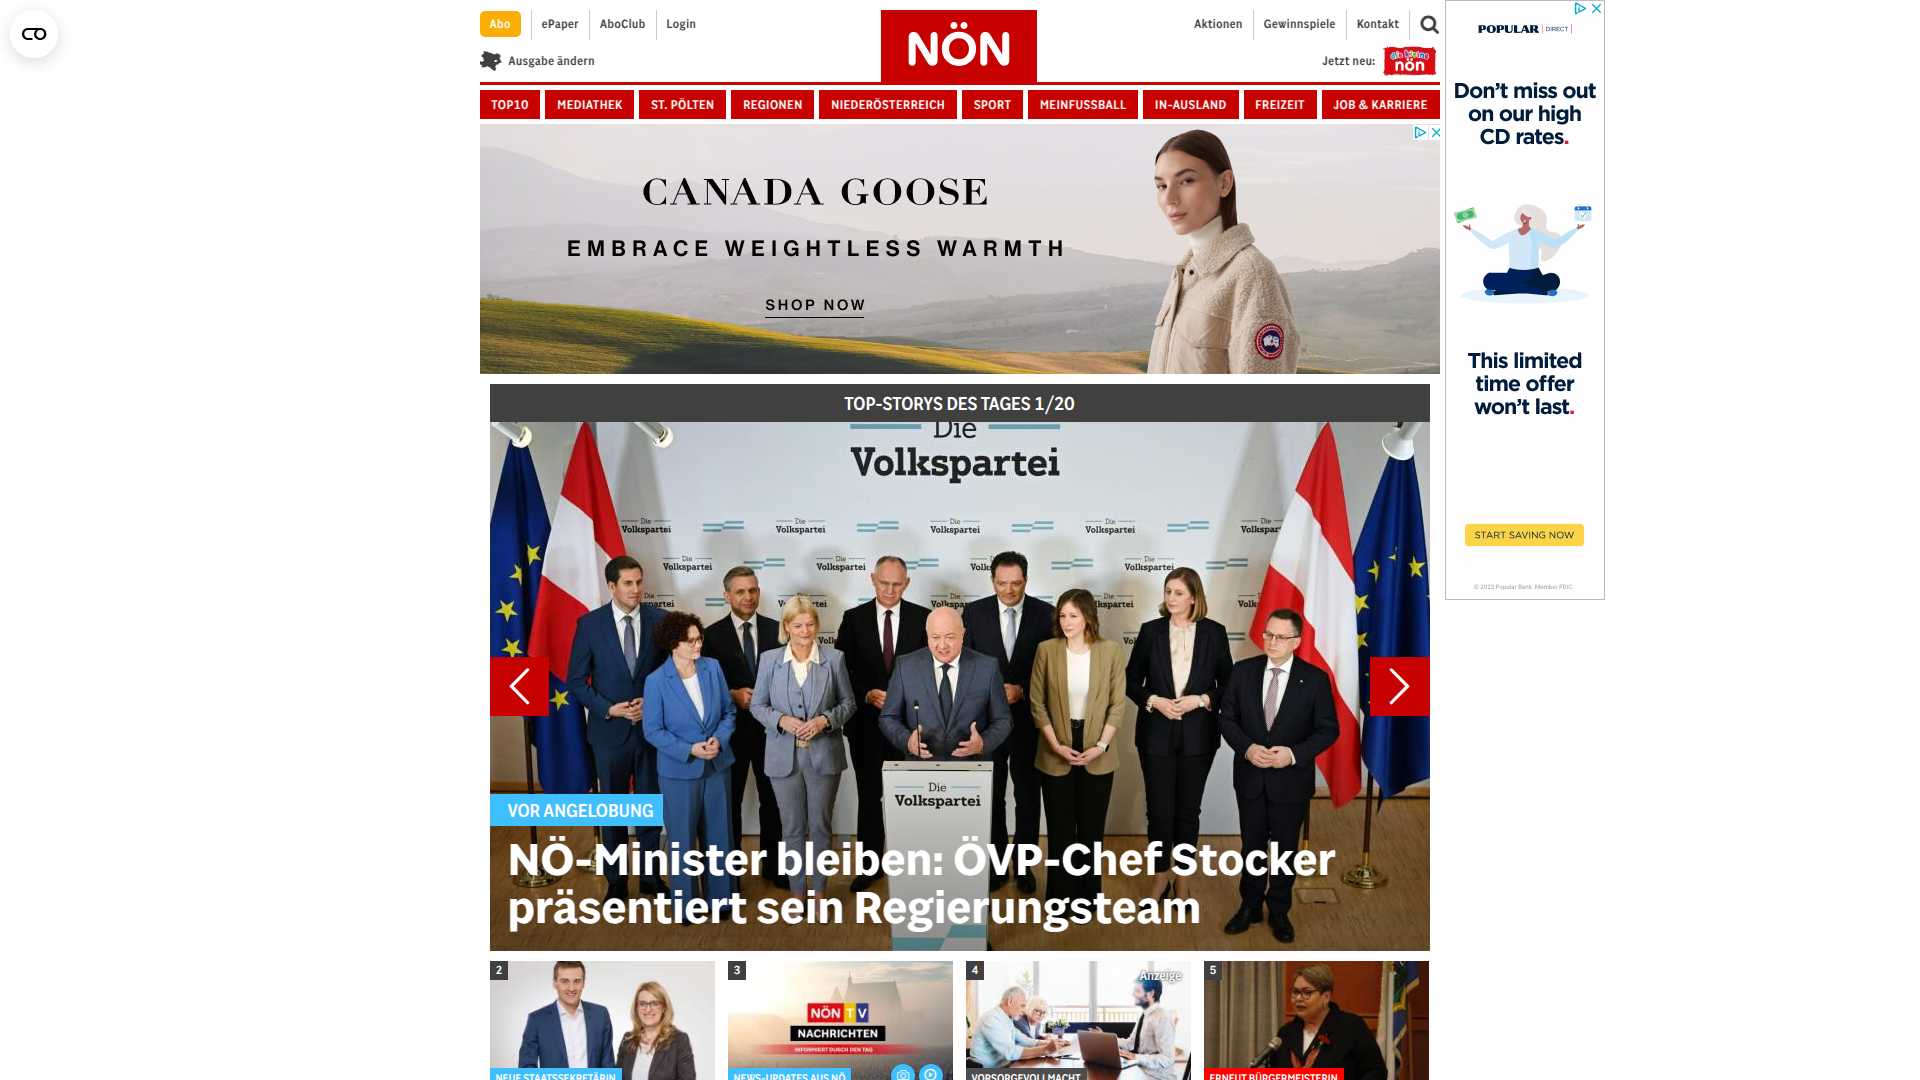 Abo
ePaper
AboClub
Login
NÖN
Aktionen
Gewinnspiele
Kontakt
Ausgabe ändern
Jetzt neu:
die kleine
nön
TOP10
MEDIATHEK
ST. PÖLTEN
REGIONEN
NIEDERÖSTERREICH
SPORT
MEINFUSSBALL
IN-AUSLAND
FREIZEIT
JOB & KARRIERE
CANADA GOOSE
EMBRACE WEIGHTLESS WARMTH
SHOP NOW
POPULAR DIRECT
Don’t miss out
on our high
CD rates.
This limited
time offer
won’t last.
START SAVING NOW
© 2023 Popular Bank. Member FDIC
TOP-STORYS DES TAGES 1/20
Die
Volkspartei
Die
Volkspartei
VOR ANGELOBUNG
NÖ-Minister bleiben: ÖVP-Chef Stocker
präsentiert sein Regierungsteam
2
NEUE STAATSSEKRETÄRIN
3
NÖN TV
NACHRICHTEN
INFORMIERT DURCH DEN TAG
NEWS-UPDATES AUS NÖ
4
Anzeige
VORSORGEVOLLMACHT
5
ERNEUT BÜRGERMEISTERIN